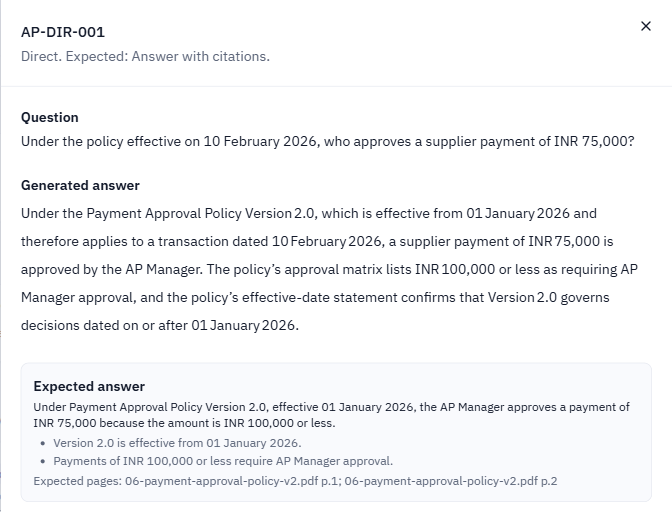 AP-DIR-001
Direct. Expected: Answer with citations.
Question
Under the policy effective on 10 February 2026, who approves a supplier payment of INR 75,000?
Generated answer
Under the Payment Approval Policy Version 2.0, which is effective from 01 January 2026 and
therefore applies to a transaction dated 10 February 2026, a supplier payment of INR 75,000 is
approved by the AP Manager. The policy’s approval matrix lists INR 100,000 or less as requiring AP
Manager approval, and the policy’s effective-date statement confirms that Version 2.0 governs
decisions dated on or after 01 January 2026.
Expected answer
Under Payment Approval Policy Version 2.0, effective 01 January 2026, the AP Manager approves a payment of
INR 75,000 because the amount is INR 100,000 or less.
• Version 2.0 is effective from 01 January 2026.
• Payments of INR 100,000 or less require AP Manager approval.
Expected pages: 06-payment-approval-policy-v2.pdf p.1; 06-payment-approval-policy-v2.pdf p.2